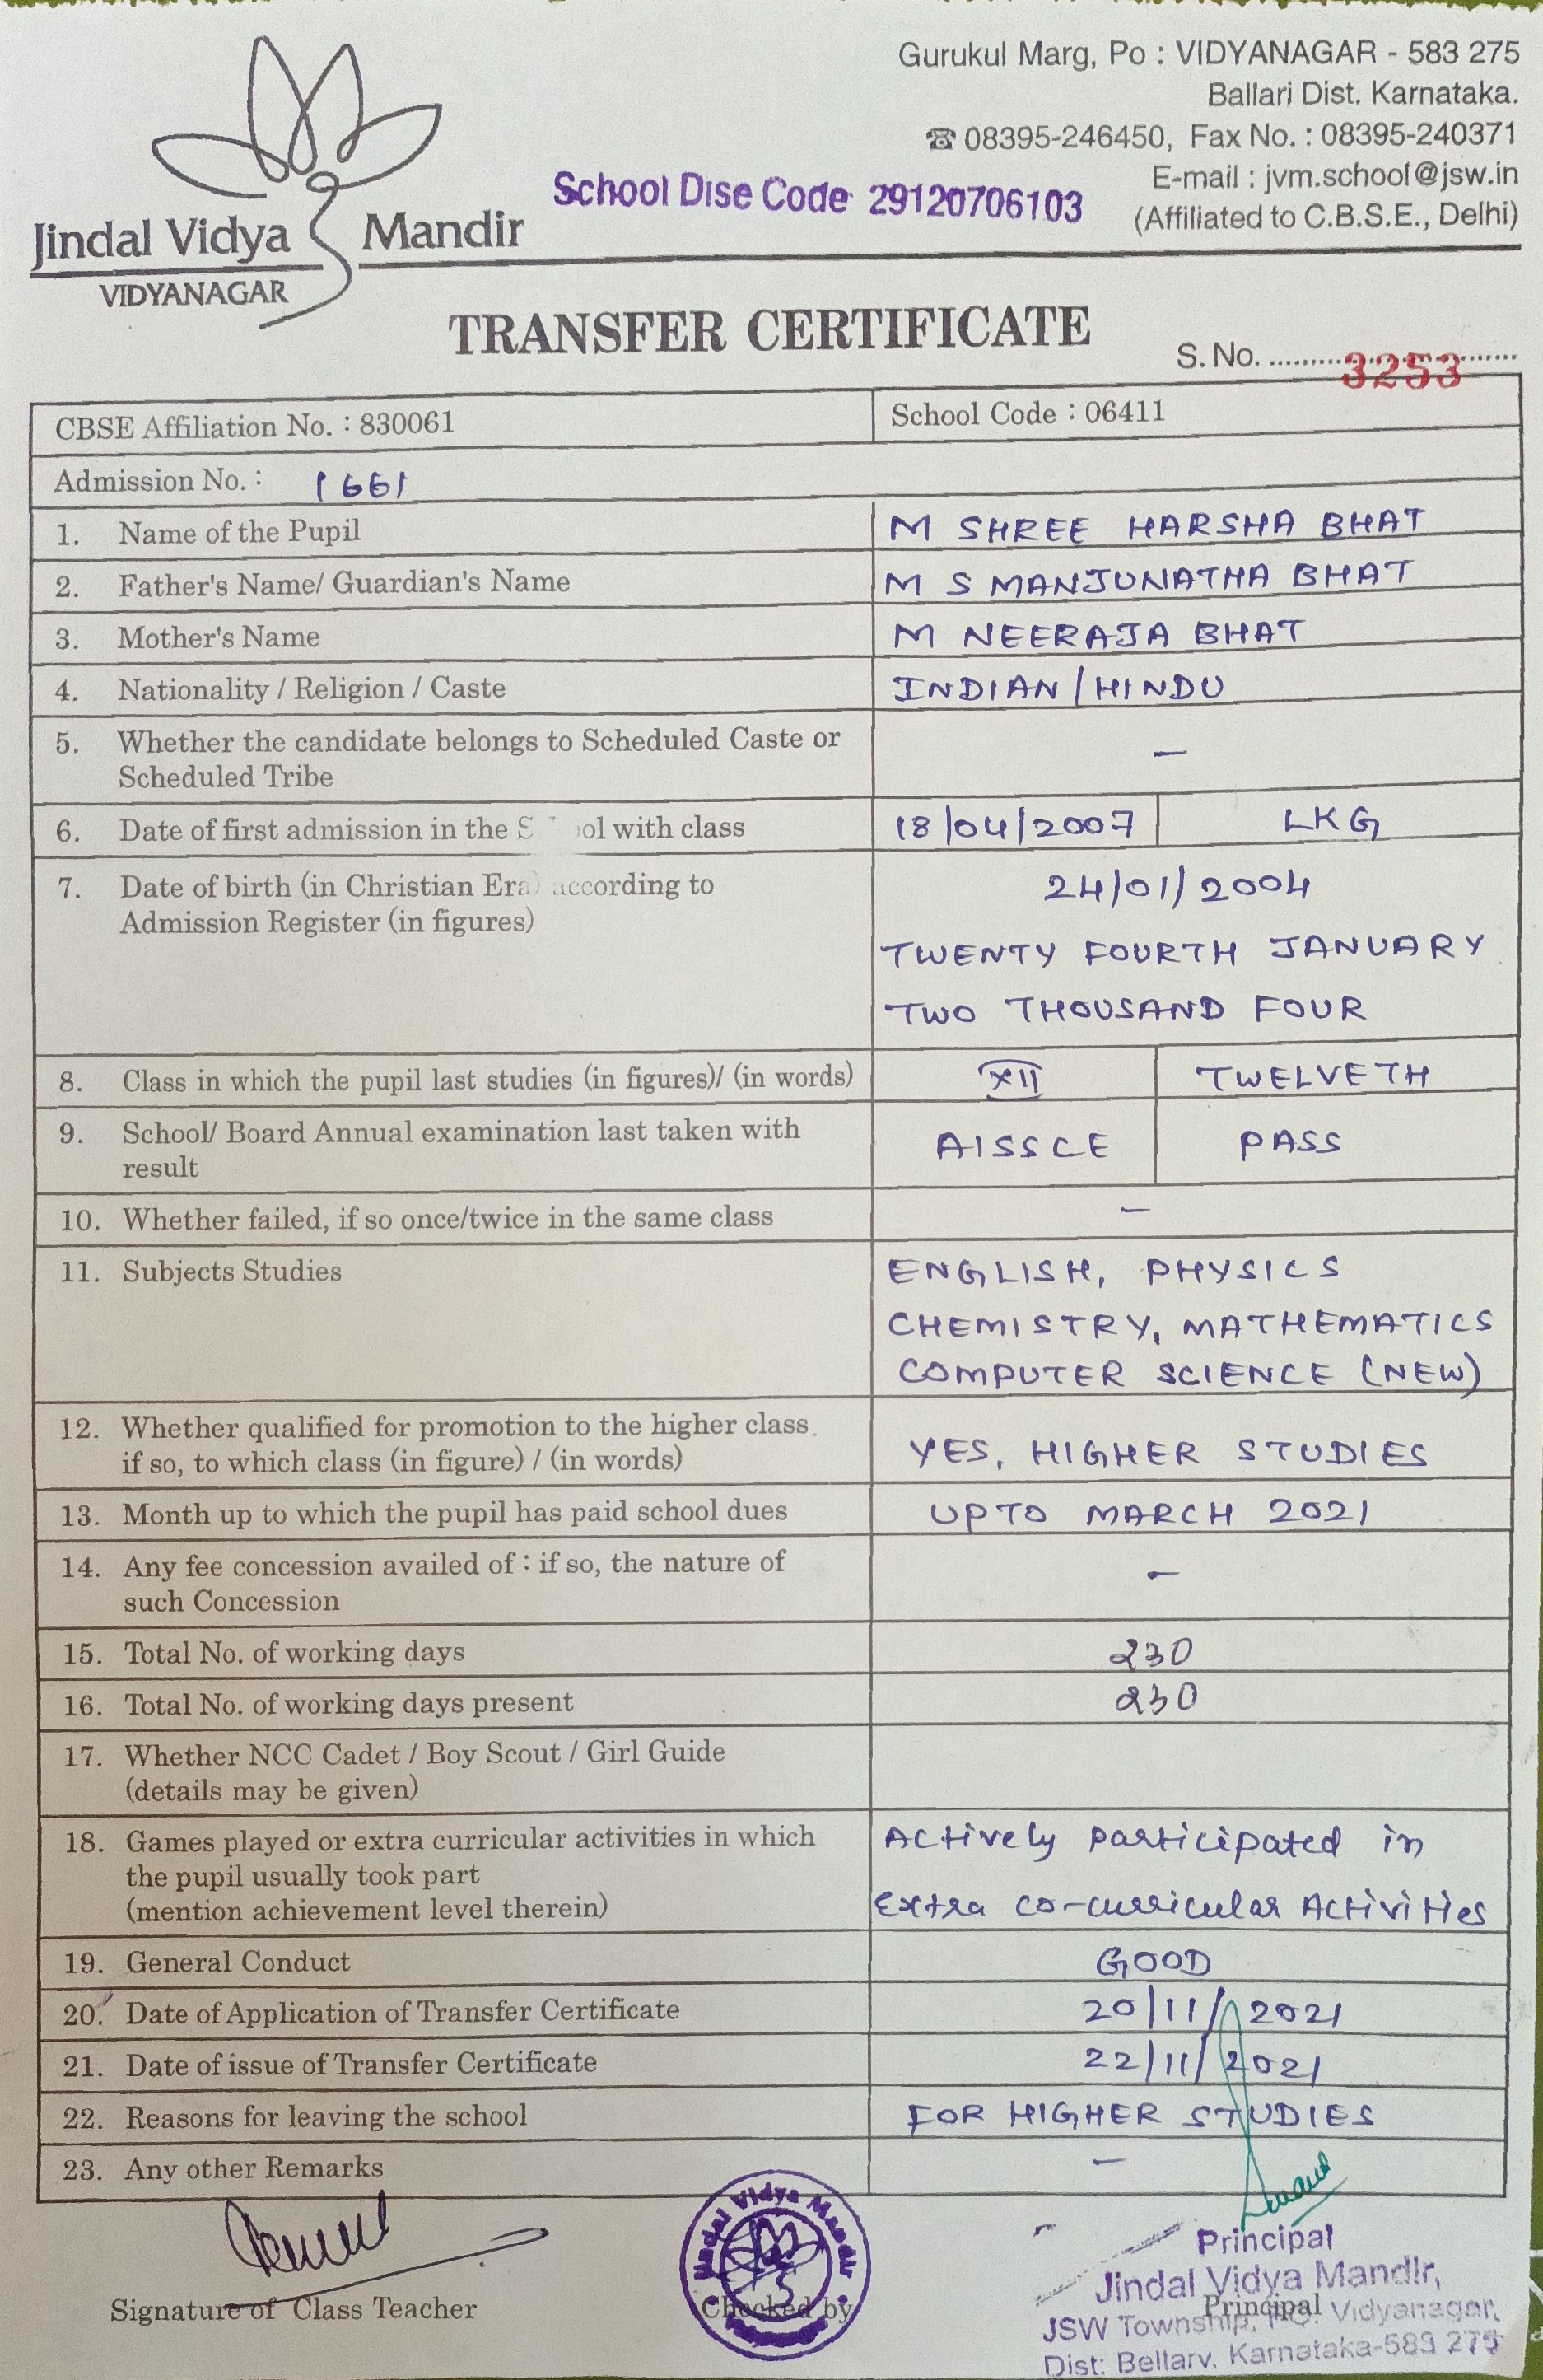 Gurukul Marg, Po : VIDYANAGAR - 583 275
Ballari Dist. Karnataka.
☎ 08395-246450, Fax No. : 08395-240371
E-mail : jvm.school@jsw.in
(Affiliated to C.B.S.E., Delhi)
School Dise Code 29120706103
Jindal Vidya Mandir
VIDYANAGAR
TRANSFER CERTIFICATE
S. No. .......... 3253
CBSE Affiliation No. : 830061 School Code : 06411
Admission No. : 1661
1. Name of the Pupil M SHREE HARSHA BHAT
2. Father's Name/ Guardian's Name M S MANJUNATHA BHAT
3. Mother's Name M NEERAJA BHAT
4. Nationality / Religion / Caste INDIAN / HINDU
5. Whether the candidate belongs to Scheduled Caste or
Scheduled Tribe —
6. Date of first admission in the S ol with class 18/04/2007 LKG
7. Date of birth (in Christian Era) according to 24/01/2004
Admission Register (in figures)
TWENTY FOURTH JANUARY
TWO THOUSAND FOUR
8. Class in which the pupil last studies (in figures)/ (in words) XII TWELVETH
9. School/ Board Annual examination last taken with
result AISSCE PASS
10. Whether failed, if so once/twice in the same class —
11. Subjects Studies ENGLISH, PHYSICS
CHEMISTRY, MATHEMATICS
COMPUTER SCIENCE (NEW)
12. Whether qualified for promotion to the higher class.
if so, to which class (in figure) / (in words) YES, HIGHER STUDIES
13. Month up to which the pupil has paid school dues UPTO MARCH 2021
14. Any fee concession availed of : if so, the nature of
such Concession —
15. Total No. of working days 230
16. Total No. of working days present 230
17. Whether NCC Cadet / Boy Scout / Girl Guide
(details may be given)
18. Games played or extra curricular activities in which Actively participated in
the pupil usually took part
(mention achievement level therein) Extra co-curricular Activities
19. General Conduct GOOD
20. Date of Application of Transfer Certificate 20/11/2021
21. Date of issue of Transfer Certificate 22/11/2021
22. Reasons for leaving the school FOR HIGHER STUDIES
23. Any other Remarks —
Jindal Vidya Mandir
Principal
Jindal Vidya Mandir,
Signature of Class Teacher Checked by Principal
JSW Township, PO: Vidyanagar,
Dist: Bellary. Karnataka-583 275